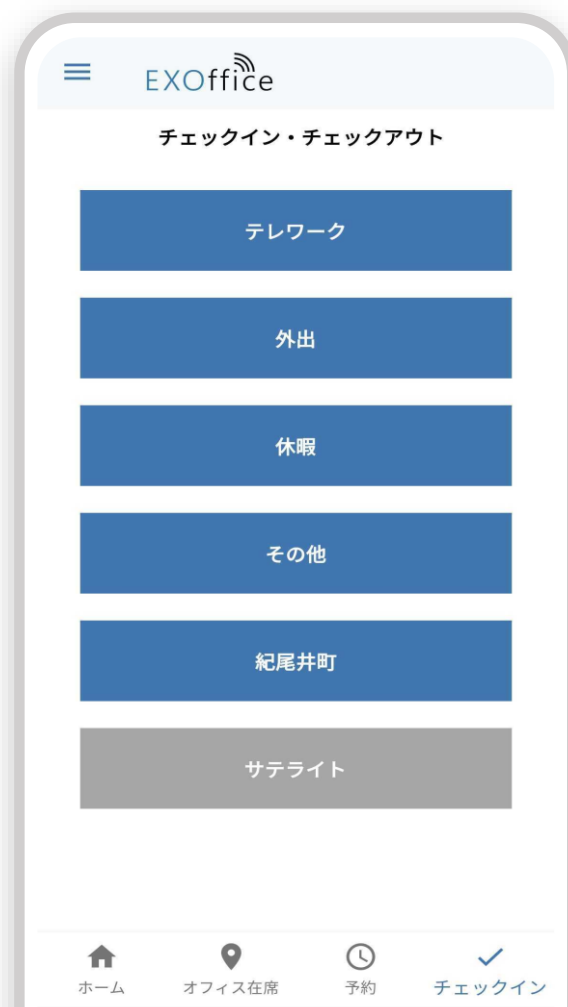 EXOffice
チェックイン・チェックアウト
テレワーク
外出
休暇
その他
紀尾井町
サテライト
ホーム
オフィス在席
予約
チェックイン